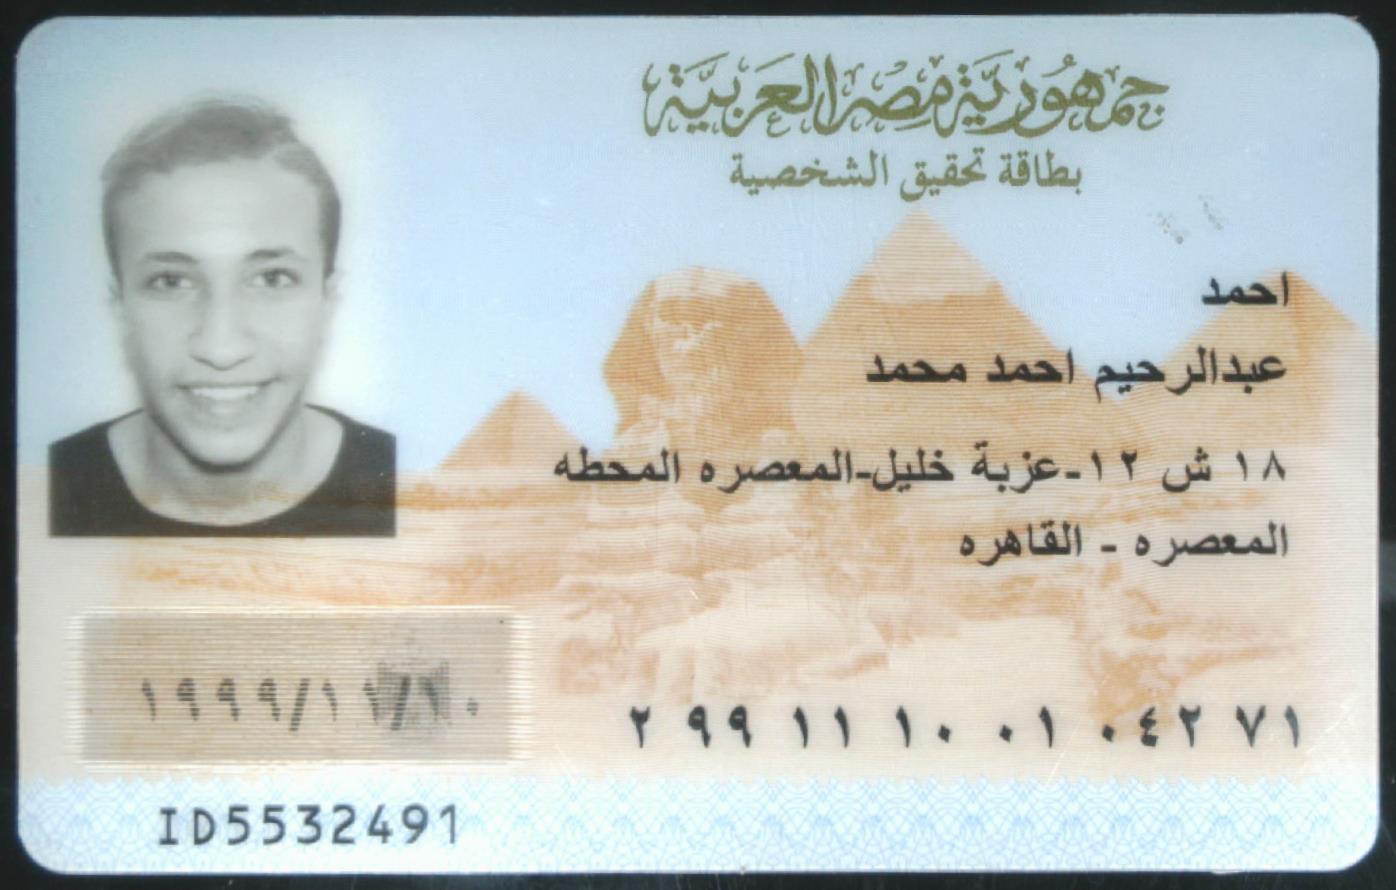 جمهورية مصر العربية
بطاقة تحقيق الشخصية
احمد
عبدالرحيم احمد محمد
١٨ ش ١٢-عزبة خليل-المعصره المحطه
المعصره - القاهره
٢ ٩٩ ١١ ١٠ ٠١ ٠٤٢ ٧١
١٩٩٩/١١/١٠
ID5532491